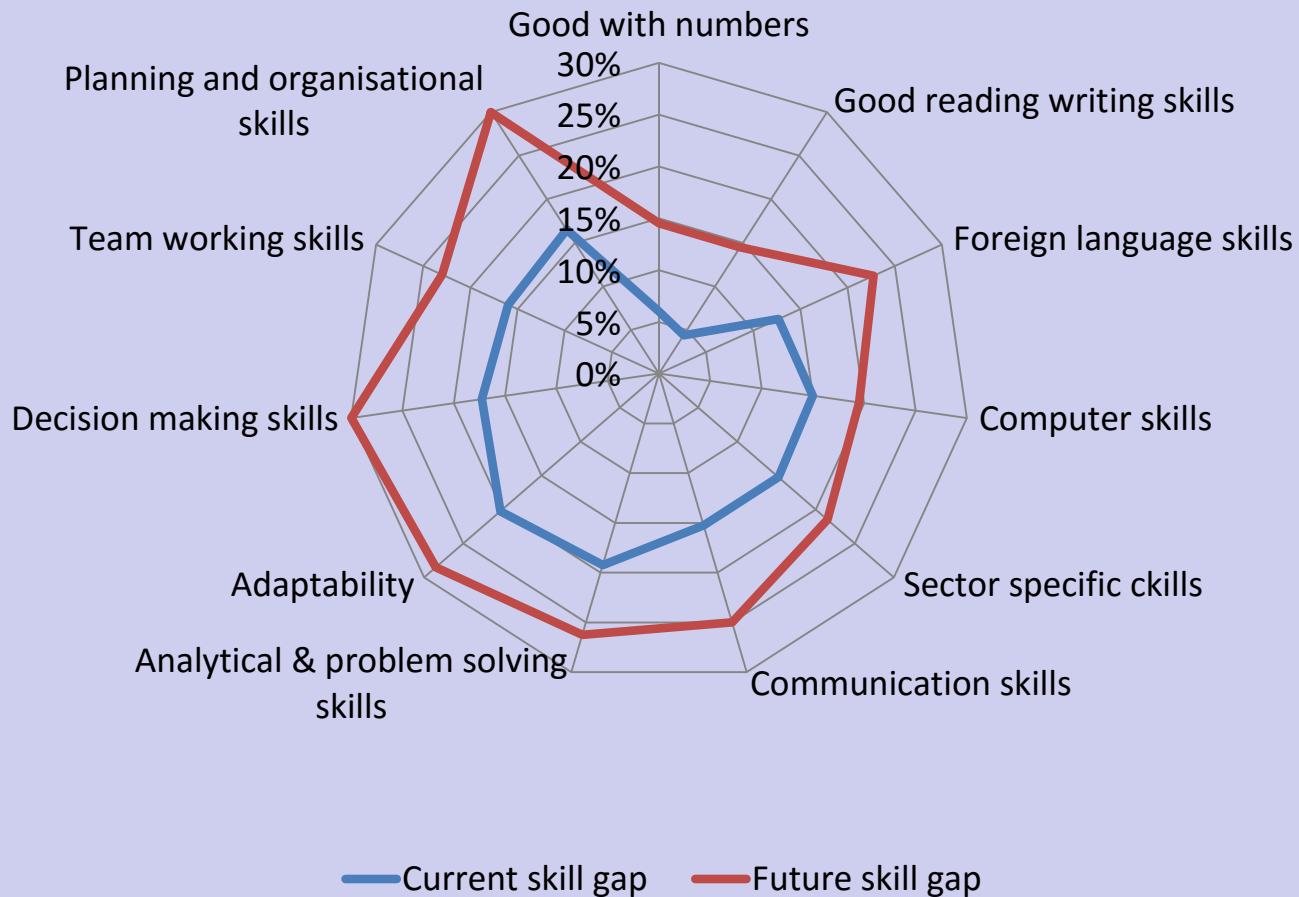 Good with numbers
30%
25%
20%
15%
10%
5%
0%
Good reading writing skills
Foreign language skills
Computer skills
Sector specific ckills
Communication skills
Analytical & problem solving
skills
Adaptability
Decision making skills
Team working skills
Planning and organisational
skills
Current skill gap
Future skill gap